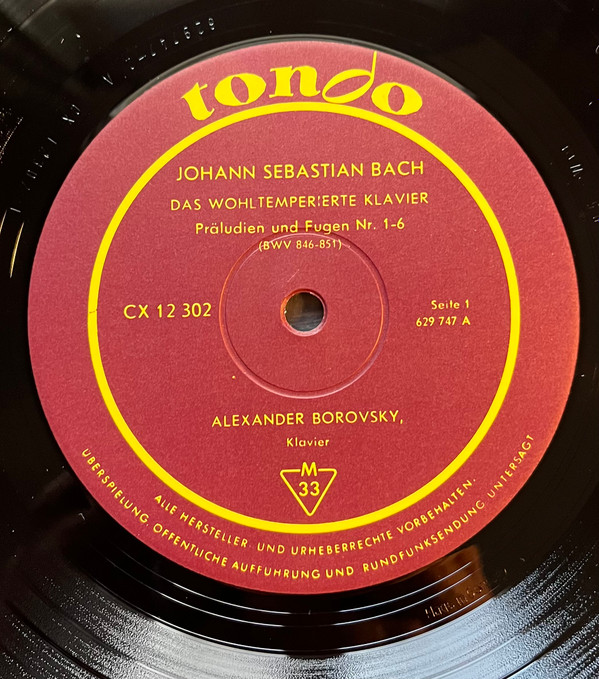 tondo
JOHANN SEBASTIAN BACH
DAS WOHLTEMPERIERTE KLAVIER
Präludien und Fugen Nr. 1-6
(BWV 846-851)
CX 12 302
Seite 1
629 747 A
ALEXANDER BOROVSKY,
Klavier
M
33
ALLE HERSTELLER- UND URHEBERRECHTE VORBEHALTEN.
ÜBERSPIELUNG, ÖFFENTLICHE AUFFÜHRUNG UND RUNDFUNKSENDUNG UNTERSAGT